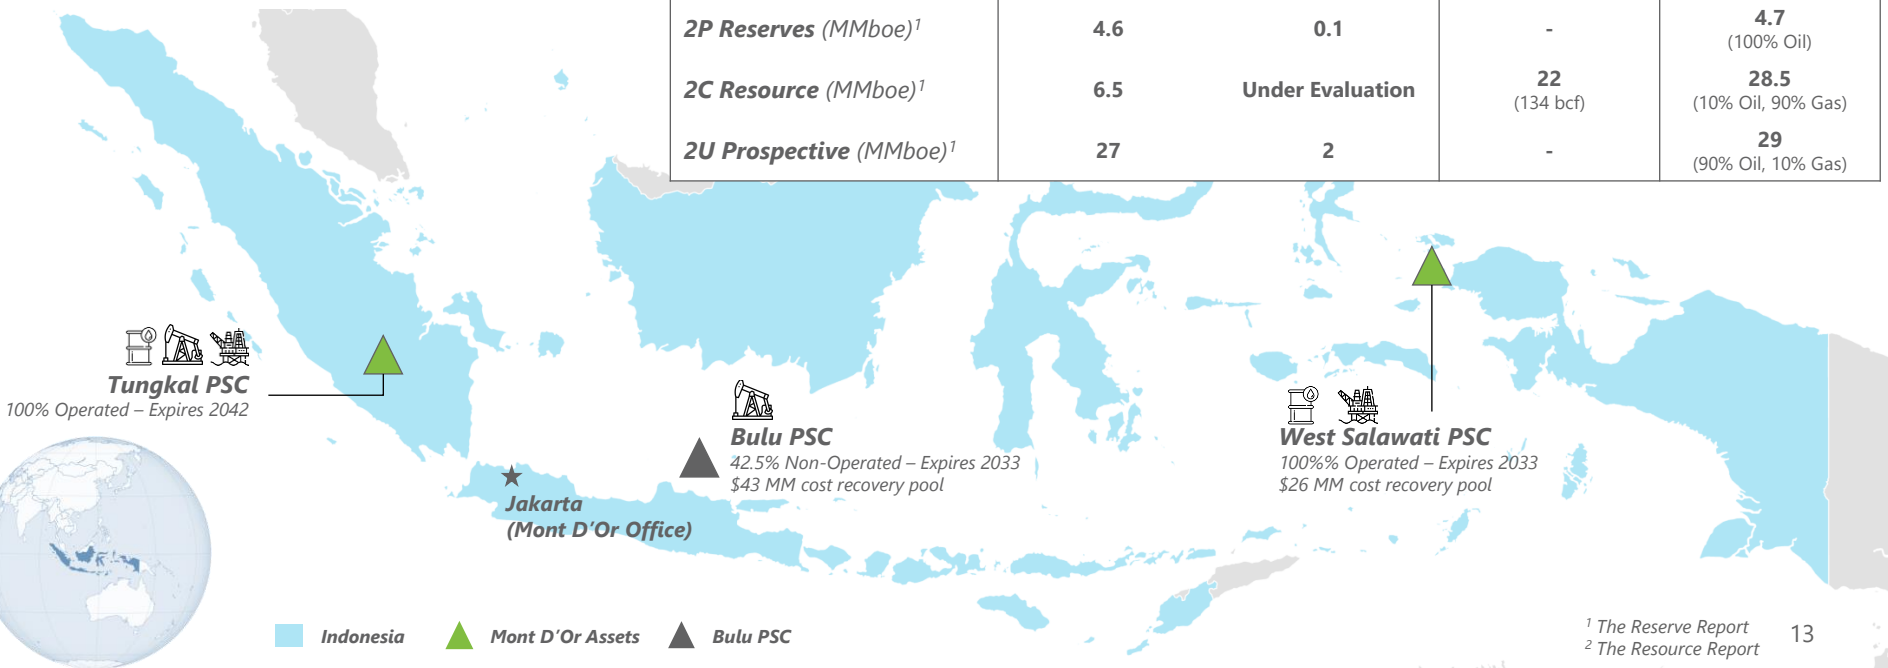 2P Reserves (MMboe)1 4.6 0.1 - 4.7
(100% Oil)
2C Resource (MMboe)1 6.5 Under Evaluation 22 28.5
(134 bcf) (10% Oil, 90% Gas)
2U Prospective (MMboe)1 27 2 - 29
(90% Oil, 10% Gas)
Tungkal PSC
100% Operated – Expires 2042
Bulu PSC
42.5% Non-Operated – Expires 2033
$43 MM cost recovery pool
West Salawati PSC
100%% Operated – Expires 2033
$26 MM cost recovery pool
Jakarta
(Mont D’Or Office)
Indonesia
Mont D’Or Assets
Bulu PSC
1 The Reserve Report
2 The Resource Report
13